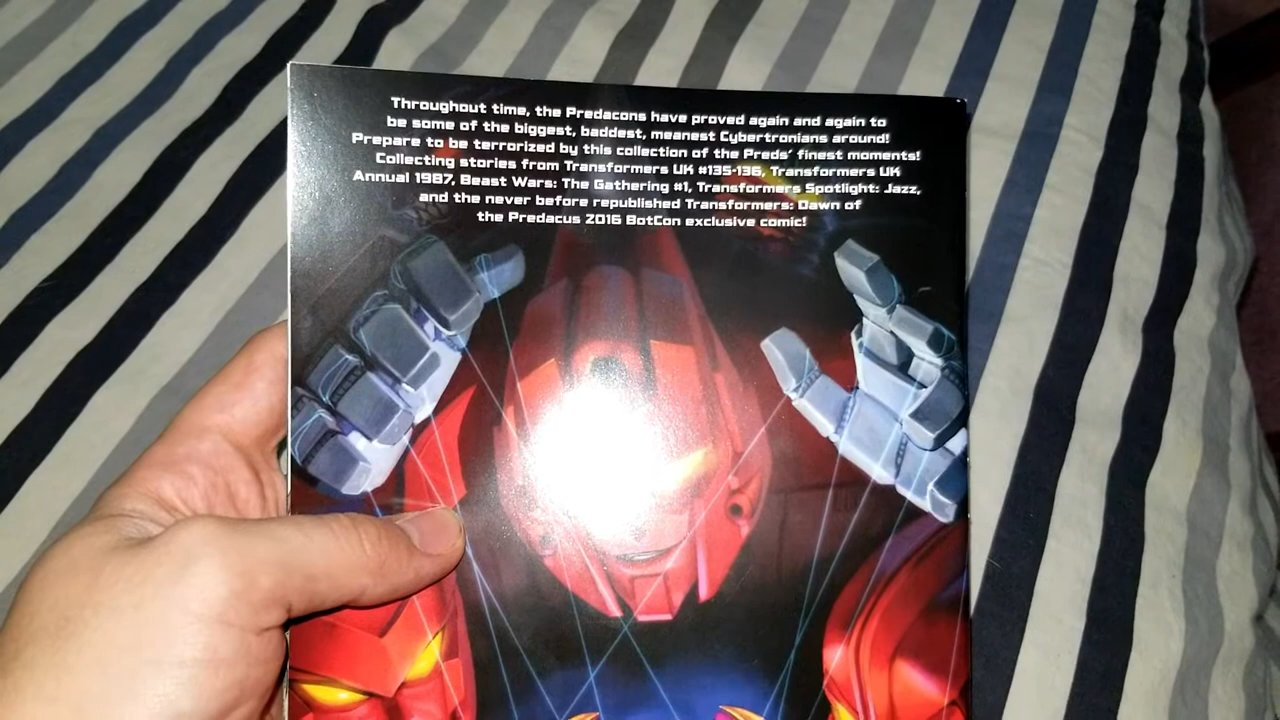 Throughout time, the Predacons have proved again and again to
be some of the biggest, baddest, meanest Cybertronians around!
Prepare to be terrorized by this collection of the Preds' finest moments!
Collecting stories from Transformers UK #135-136, Transformers UK
Annual 1987, Beast Wars: The Gathering #1, Transformers Spotlight: Jazz,
and the never before republished Transformers: Dawn of
the Predacus 2016 BotCon exclusive comic!